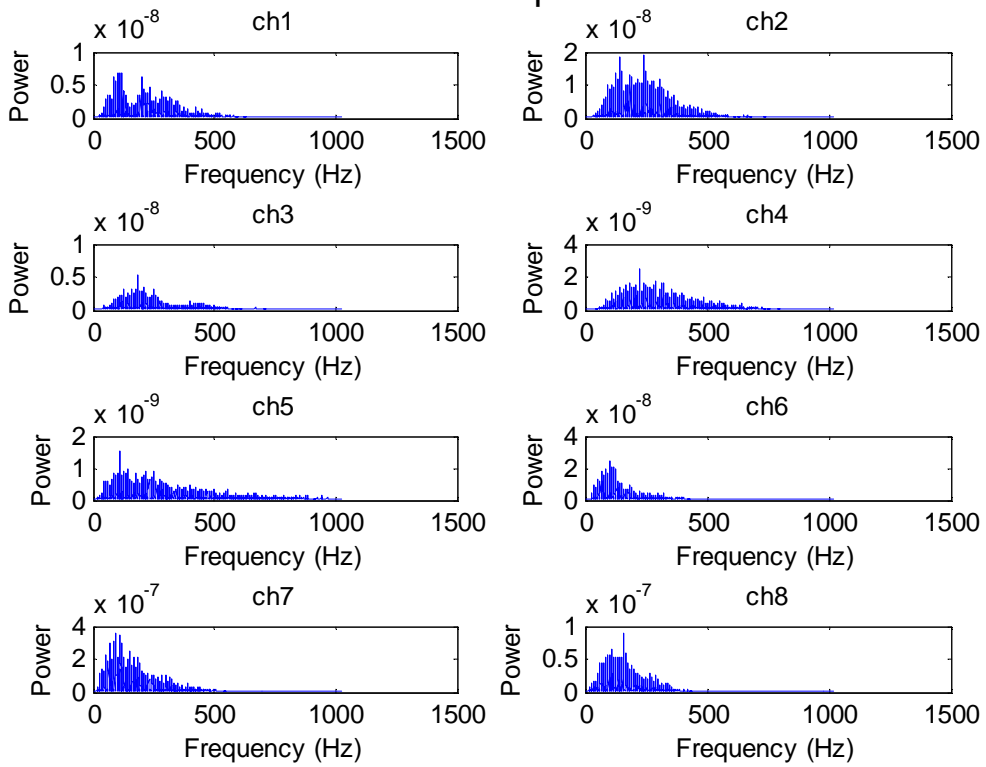 x 10^-8 ch1
1
0.5
0
Power
0 500 1000 1500
Frequency (Hz)
x 10^-8 ch2
2
1
0
Power
0 500 1000 1500
Frequency (Hz)
x 10^-8 ch3
1
0.5
0
Power
0 500 1000 1500
Frequency (Hz)
x 10^-9 ch4
4
2
0
Power
0 500 1000 1500
Frequency (Hz)
x 10^-9 ch5
2
1
0
Power
0 500 1000 1500
Frequency (Hz)
x 10^-8 ch6
4
2
0
Power
0 500 1000 1500
Frequency (Hz)
x 10^-7 ch7
4
2
0
Power
0 500 1000 1500
Frequency (Hz)
x 10^-7 ch8
1
0.5
0
Power
0 500 1000 1500
Frequency (Hz)